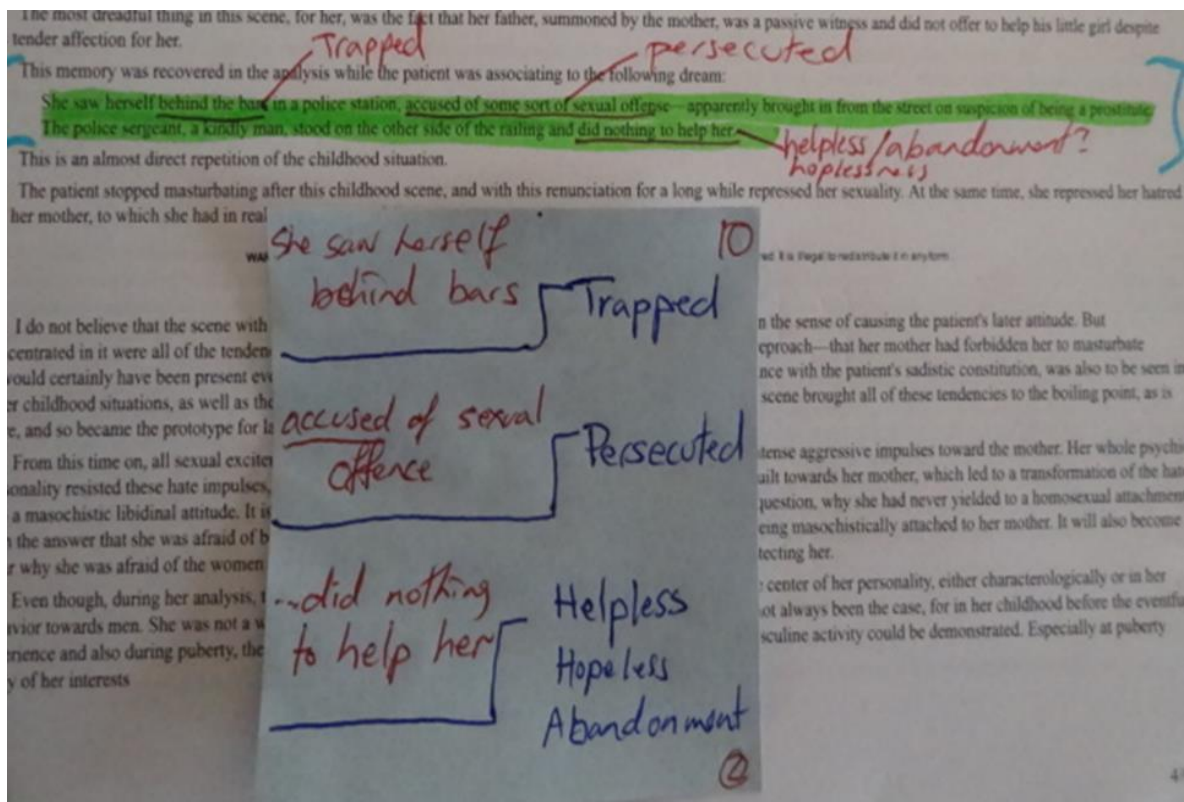 The most dreadful thing in this scene, for her, was the fact that her father, summoned by the mother, was a passive witness and did not offer to help his little girl despite
tender affection for her.
Trapped
persecuted
This memory was recovered in the analysis while the patient was associating to the following dream:
She saw herself behind the bars in a police station, accused of some sort of sexual offense—apparently brought in from the street on suspicion of being a prostitute.
The police sergeant, a kindly man, stood on the other side of the railing and did nothing to help her.
helpless/abandonment?
hoplessness
This is an almost direct repetition of the childhood situation.
The patient stopped masturbating after this childhood scene, and with this renunciation for a long while repressed her sexuality. At the same time, she repressed her hatred
her mother, to which she had in real
She saw herself
behind bars
10
Trapped
accused of sexual
offence
Persecuted
...did nothing
to help her
Helpless
Hopeless
Abandonment
2
red. It is illegal to redistribute it in any form.
I do not believe that the scene with
n the sense of causing the patient's later attitude. But
centrated in it were all of the tenden
eproach—that her mother had forbidden her to masturbate
ould certainly have been present eve
nce with the patient's sadistic constitution, was also to be seen in
er childhood situations, as well as the
scene brought all of these tendencies to the boiling point, as is
e, and so became the prototype for la
From this time on, all sexual exciter
tense aggressive impulses toward the mother. Her whole psychic
onality resisted these hate impulses,
uilt towards her mother, which led to a transformation of the hate
a masochistic libidinal attitude. It is
question, why she had never yielded to a homosexual attachment
the answer that she was afraid of b
eing masochistically attached to her mother. It will also become
r why she was afraid of the women
tecting her.
Even though, during her analysis, t
center of her personality, either characterologically or in her
avior towards men. She was not a w
ot always been the case, for in her childhood before the eventfu
rience and also during puberty, the
sculine activity could be demonstrated. Especially at puberty
y of her interests